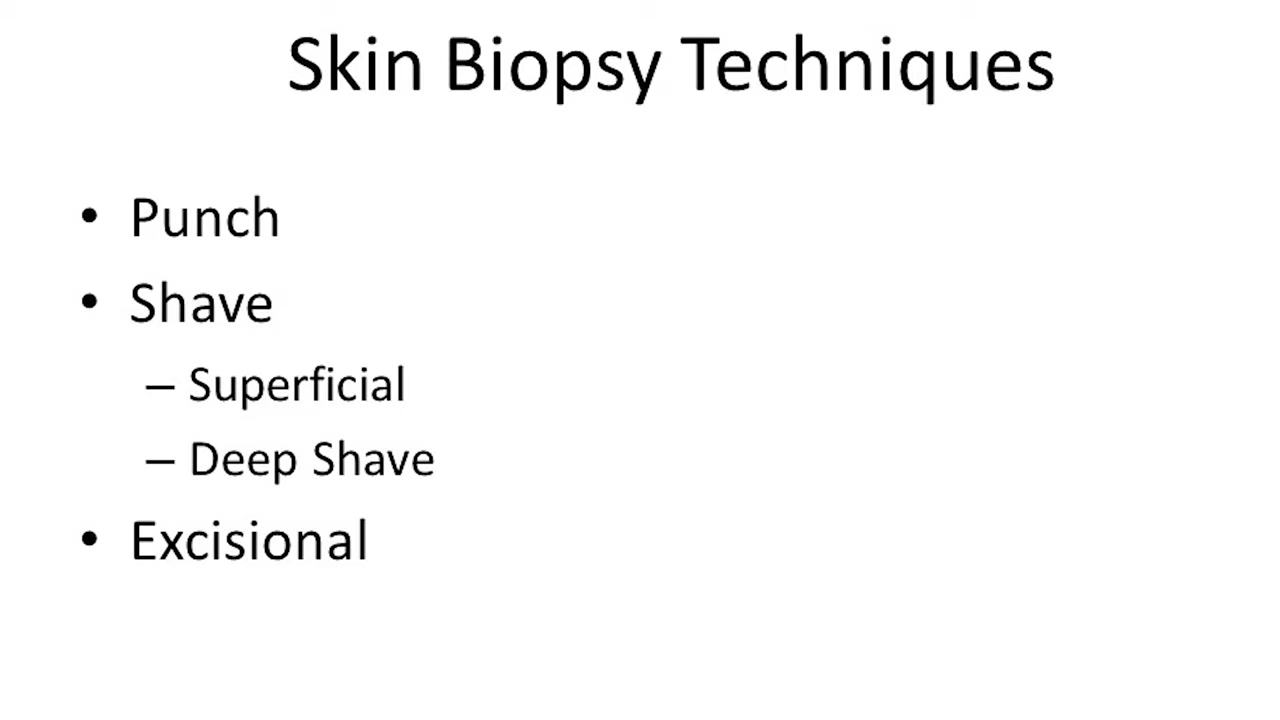 Skin Biopsy Techniques
• Punch
• Shave
– Superficial
– Deep Shave
• Excisional